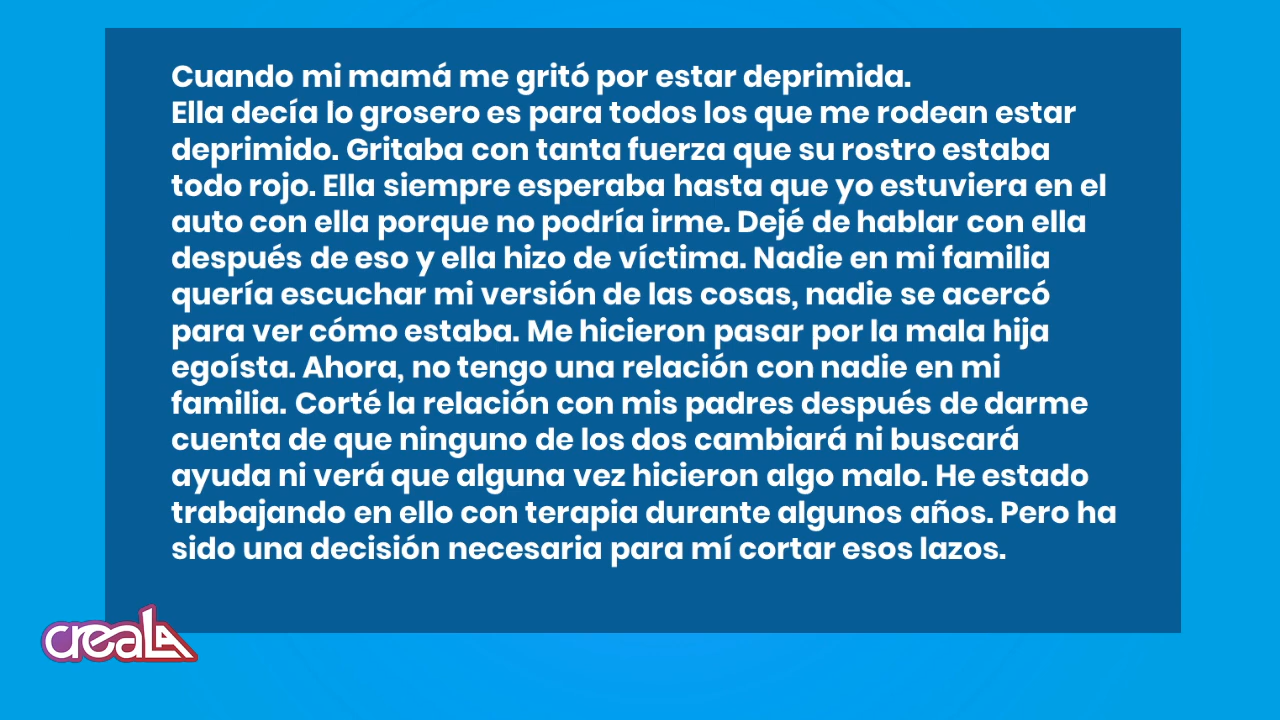 Cuando mi mamá me gritó por estar deprimida.
Ella decía lo grosero es para todos los que me rodean estar
deprimido. Gritaba con tanta fuerza que su rostro estaba
todo rojo. Ella siempre esperaba hasta que yo estuviera en el
auto con ella porque no podría irme. Dejé de hablar con ella
después de eso y ella hizo de víctima. Nadie en mi familia
quería escuchar mi versión de las cosas, nadie se acercó
para ver cómo estaba. Me hicieron pasar por la mala hija
egoísta. Ahora, no tengo una relación con nadie en mi
familia. Corté la relación con mis padres después de darme
cuenta de que ninguno de los dos cambiará ni buscará
ayuda ni verá que alguna vez hicieron algo malo. He estado
trabajando en ello con terapia durante algunos años. Pero ha
sido una decisión necesaria para mí cortar esos lazos.
creaLA